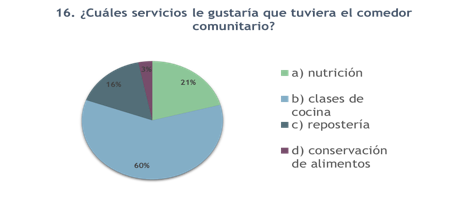 16. ¿Cuáles servicios le gustaría que tuviera el comedor
comunitario?
3%
16%
21%
60%
a) nutrición
b) clases de
cocina
c) repostería
d) conservación
de alimentos